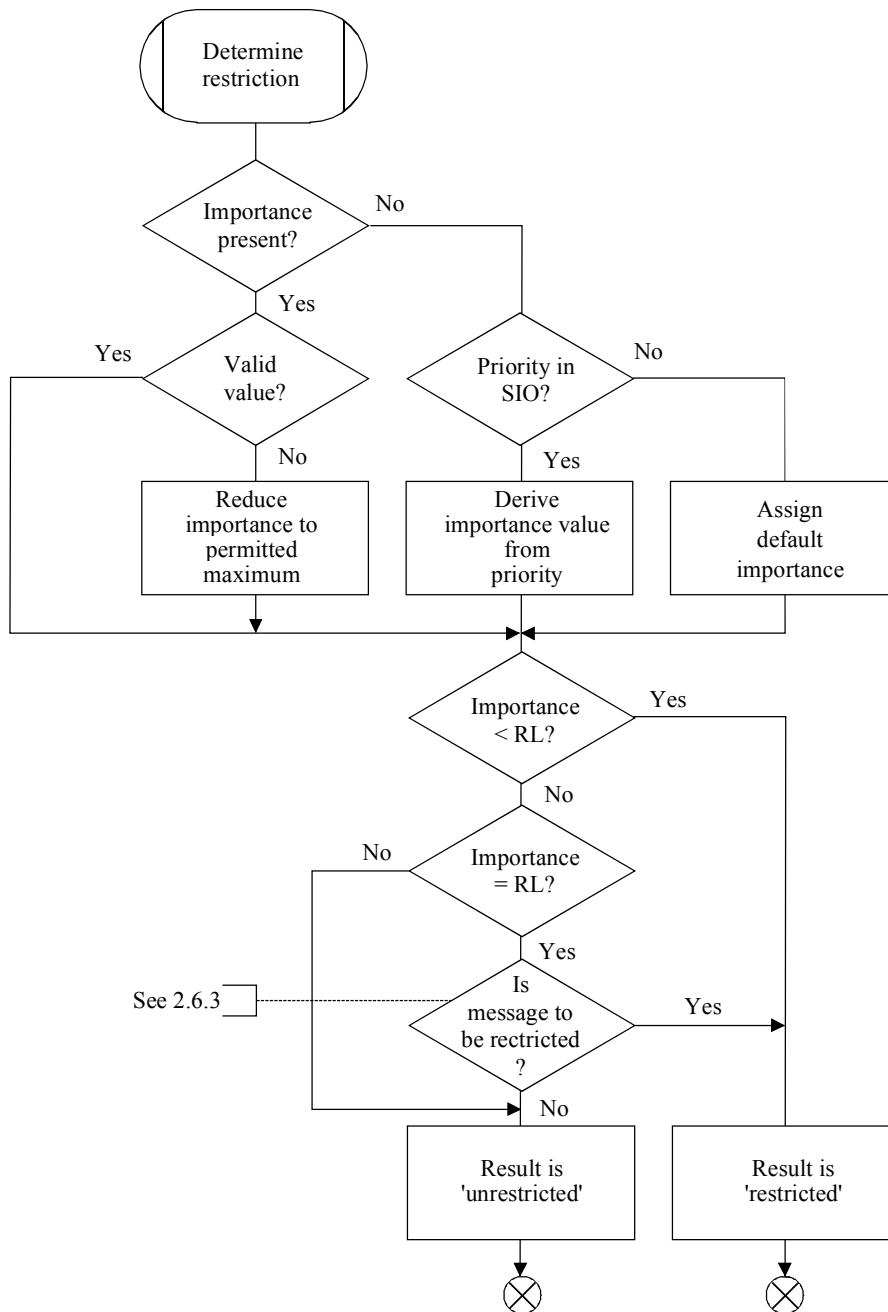 Determine
restriction
Importance
present?
No
Yes
Yes
Valid
value?
Priority in
SIO?
No
No
Yes
Reduce
importance to
permitted
maximum
Derive
importance value
from
priority
Assign
default
importance
Importance
< RL?
Yes
No
No
Importance
= RL?
Yes
See 2.6.3
Is
message to
be rectricted
?
Yes
No
Result is
'unrestricted'
Result is
'restricted'